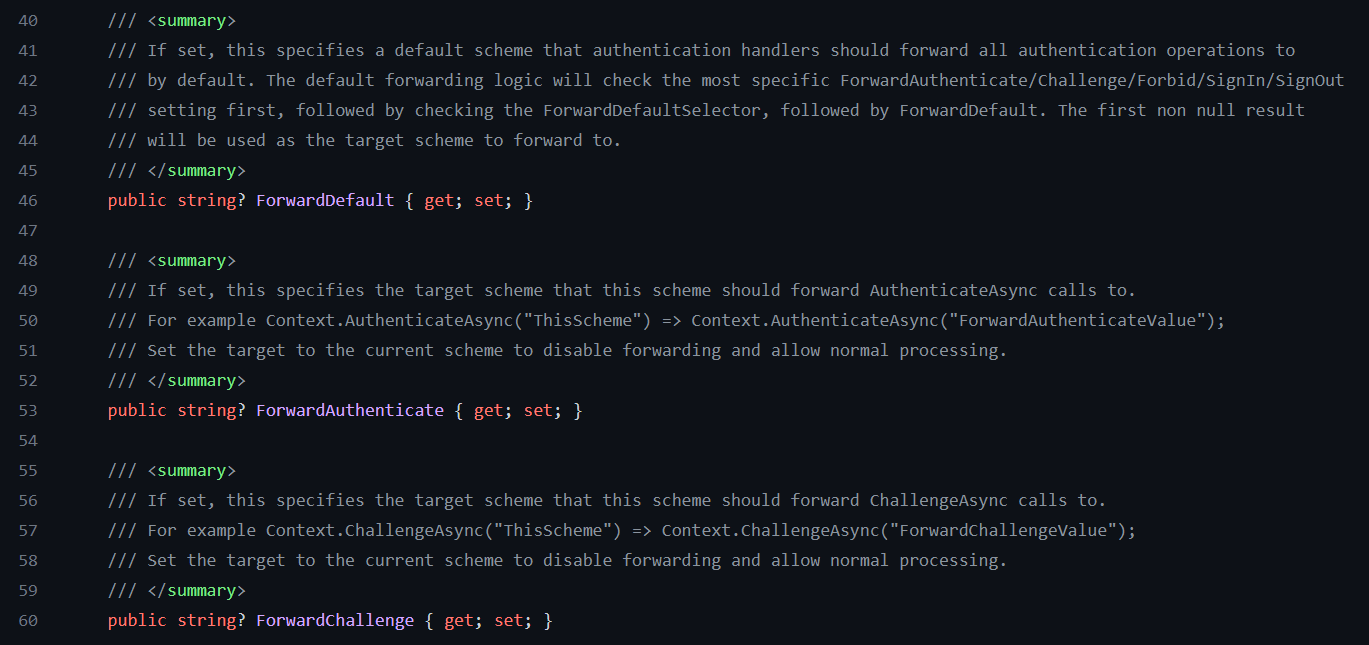 40 /// <summary>
41 /// If set, this specifies a default scheme that authentication handlers should forward all authentication operations to
42 /// by default. The default forwarding logic will check the most specific ForwardAuthenticate/Challenge/Forbid/SignIn/SignOut
43 /// setting first, followed by checking the ForwardDefaultSelector, followed by ForwardDefault. The first non null result
44 /// will be used as the target scheme to forward to.
45 /// </summary>
46 public string? ForwardDefault { get; set; }
47
48 /// <summary>
49 /// If set, this specifies the target scheme that this scheme should forward AuthenticateAsync calls to.
50 /// For example Context.AuthenticateAsync("ThisScheme") => Context.AuthenticateAsync("ForwardAuthenticateValue");
51 /// Set the target to the current scheme to disable forwarding and allow normal processing.
52 /// </summary>
53 public string? ForwardAuthenticate { get; set; }
54
55 /// <summary>
56 /// If set, this specifies the target scheme that this scheme should forward ChallengeAsync calls to.
57 /// For example Context.ChallengeAsync("ThisScheme") => Context.ChallengeAsync("ForwardChallengeValue");
58 /// Set the target to the current scheme to disable forwarding and allow normal processing.
59 /// </summary>
60 public string? ForwardChallenge { get; set; }